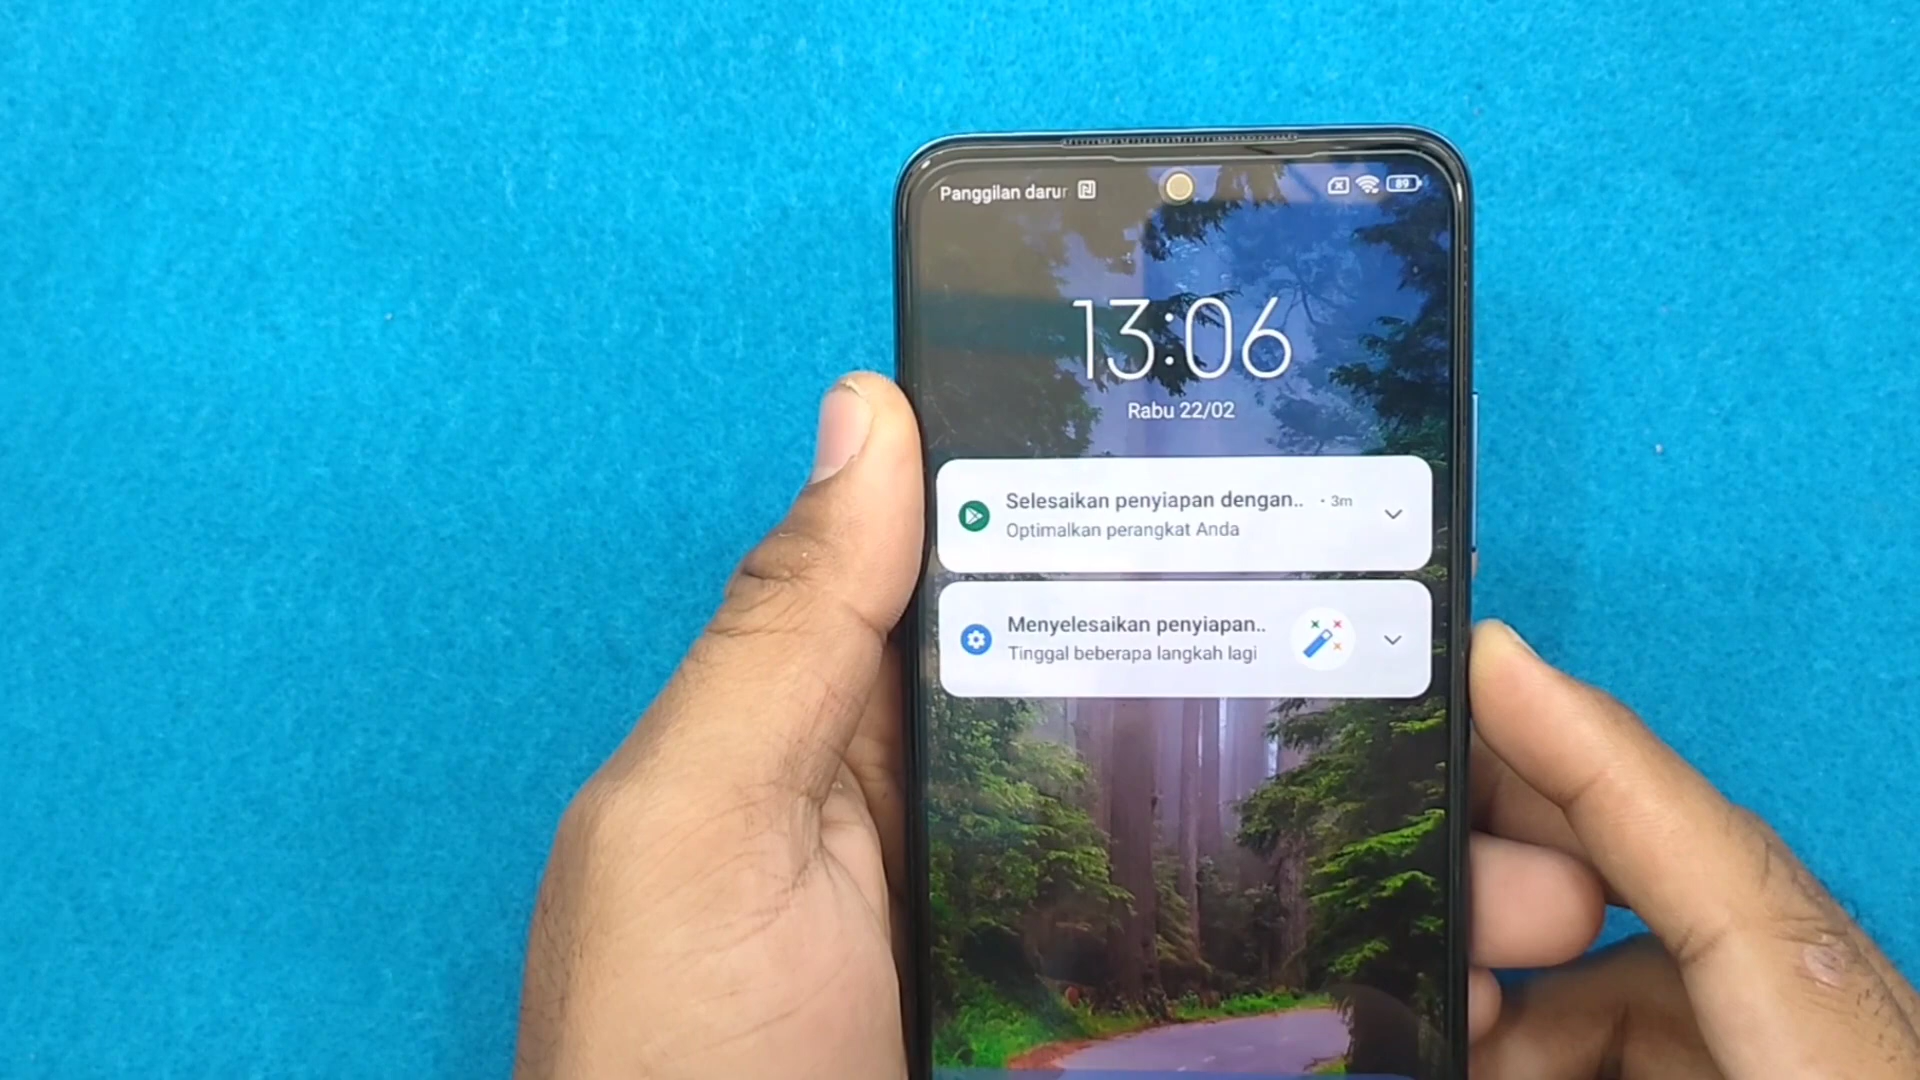 Panggilan darur
89
13:06
Rabu 22/02
Selesaikan penyiapan dengan.. • 3m
Optimalkan perangkat Anda
Menyelesaikan penyiapan..
Tinggal beberapa langkah lagi